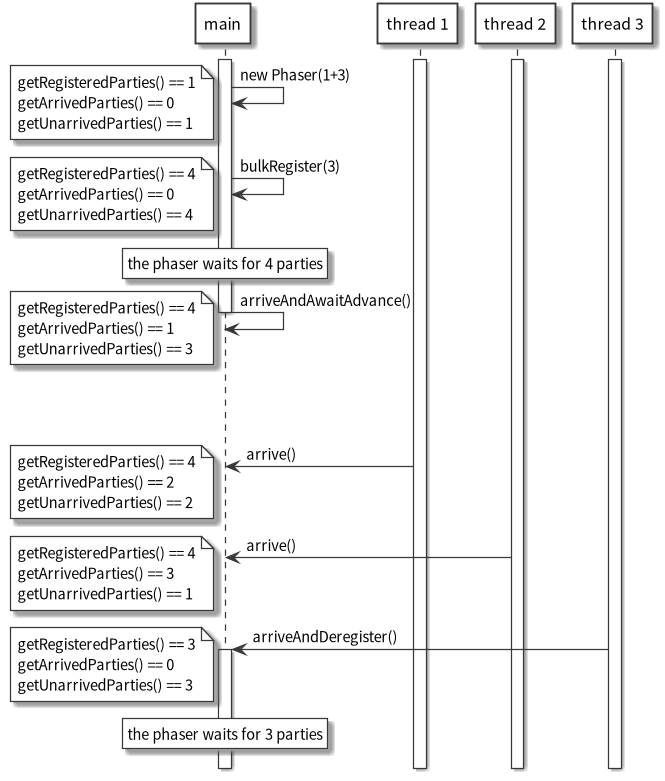 main
thread 1
thread 2
thread 3
getRegisteredParties() == 1
getArrivedParties() == 0
getUnarrivedParties() == 1
new Phaser(1+3)
getRegisteredParties() == 4
getArrivedParties() == 0
getUnarrivedParties() == 4
bulkRegister(3)
the phaser waits for 4 parties
getRegisteredParties() == 4
getArrivedParties() == 1
getUnarrivedParties() == 3
arriveAndAwaitAdvance()
getRegisteredParties() == 4
getArrivedParties() == 2
getUnarrivedParties() == 2
arrive()
getRegisteredParties() == 4
getArrivedParties() == 3
getUnarrivedParties() == 1
arrive()
getRegisteredParties() == 3
getArrivedParties() == 0
getUnarrivedParties() == 3
arriveAndDeregister()
the phaser waits for 3 parties